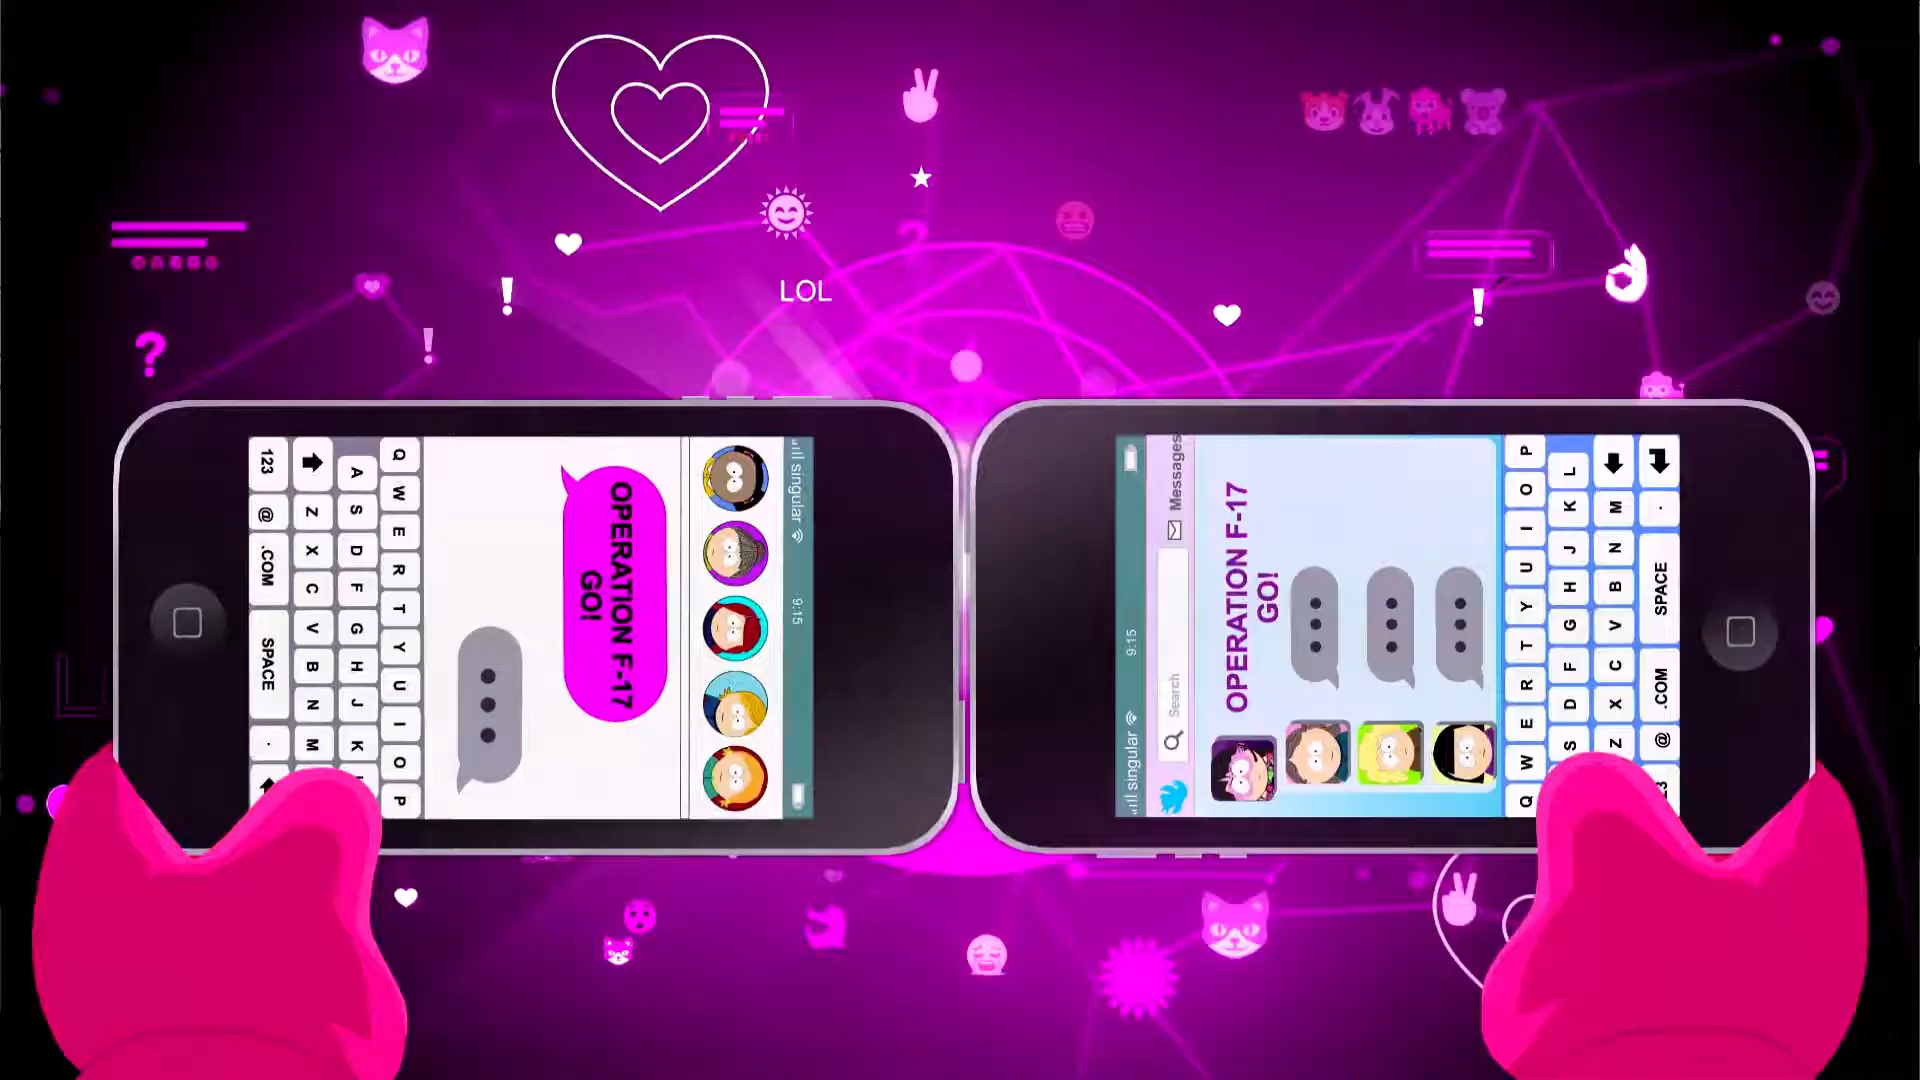 LOL
?
!
!
!
singular
9:15
OPERATION F-17
GO!
Q W E R T Y U I O P
A S D F G H J K
Z X C V B N M
123 @ .COM SPACE .
singular
9:15
Messages
Search
OPERATION F-17
GO!
Q W E R T Y U I O P
S D F G H J K L
Z X C V B N M
3 @ .COM SPACE .